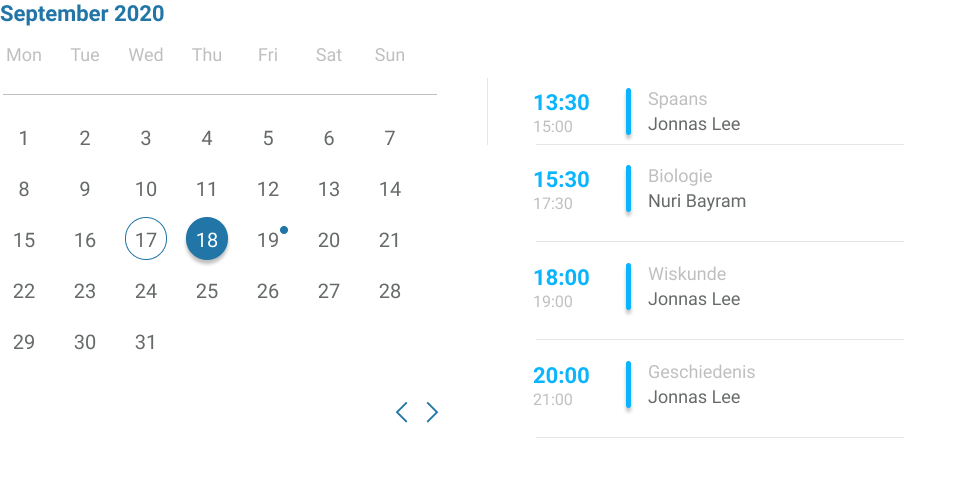 September 2020
Mon Tue Wed Thu Fri Sat Sun
1 2 3 4 5 6 7
8 9 10 11 12 13 14
15 16 17 18 19 20 21
22 23 24 25 26 27 28
29 30 31
13:30 Spaans
15:00 Jonnas Lee
15:30 Biologie
17:30 Nuri Bayram
18:00 Wiskunde
19:00 Jonnas Lee
20:00 Geschiedenis
21:00 Jonnas Lee